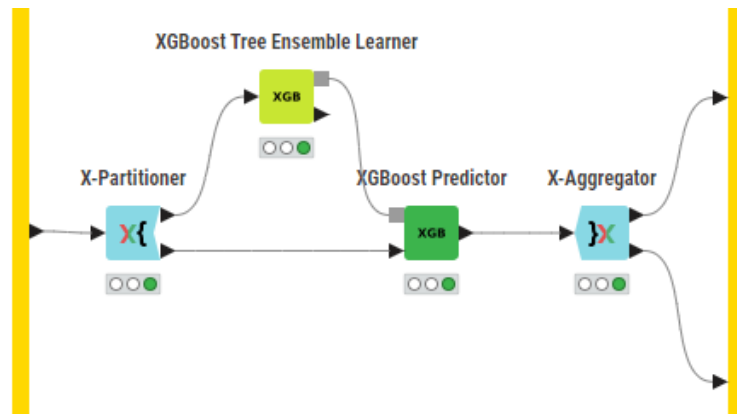 XGBoost Tree Ensemble Learner
XGB
X-Partitioner
XGBoost Predictor
X-Aggregator
X{
XGB
}X